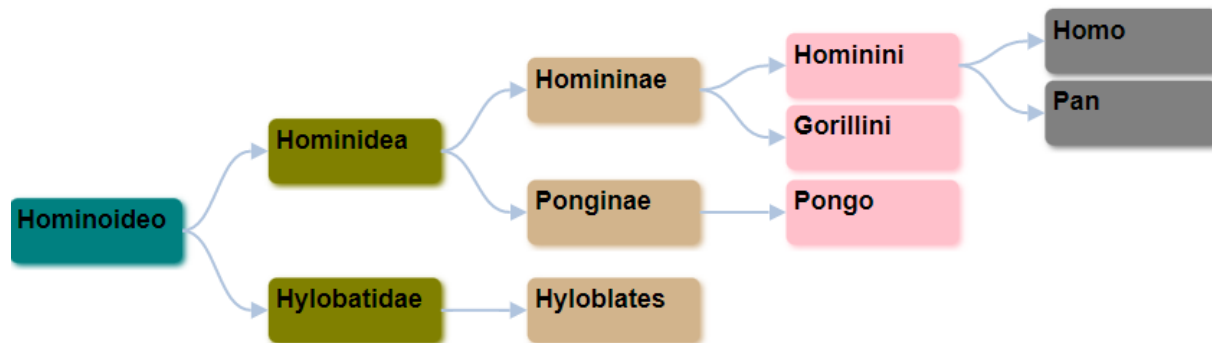 Homo
Hominini
Homininae
Pan
Gorillini
Hominidea
Ponginae
Pongo
Hominoideo
Hylobatidae
Hyloblates